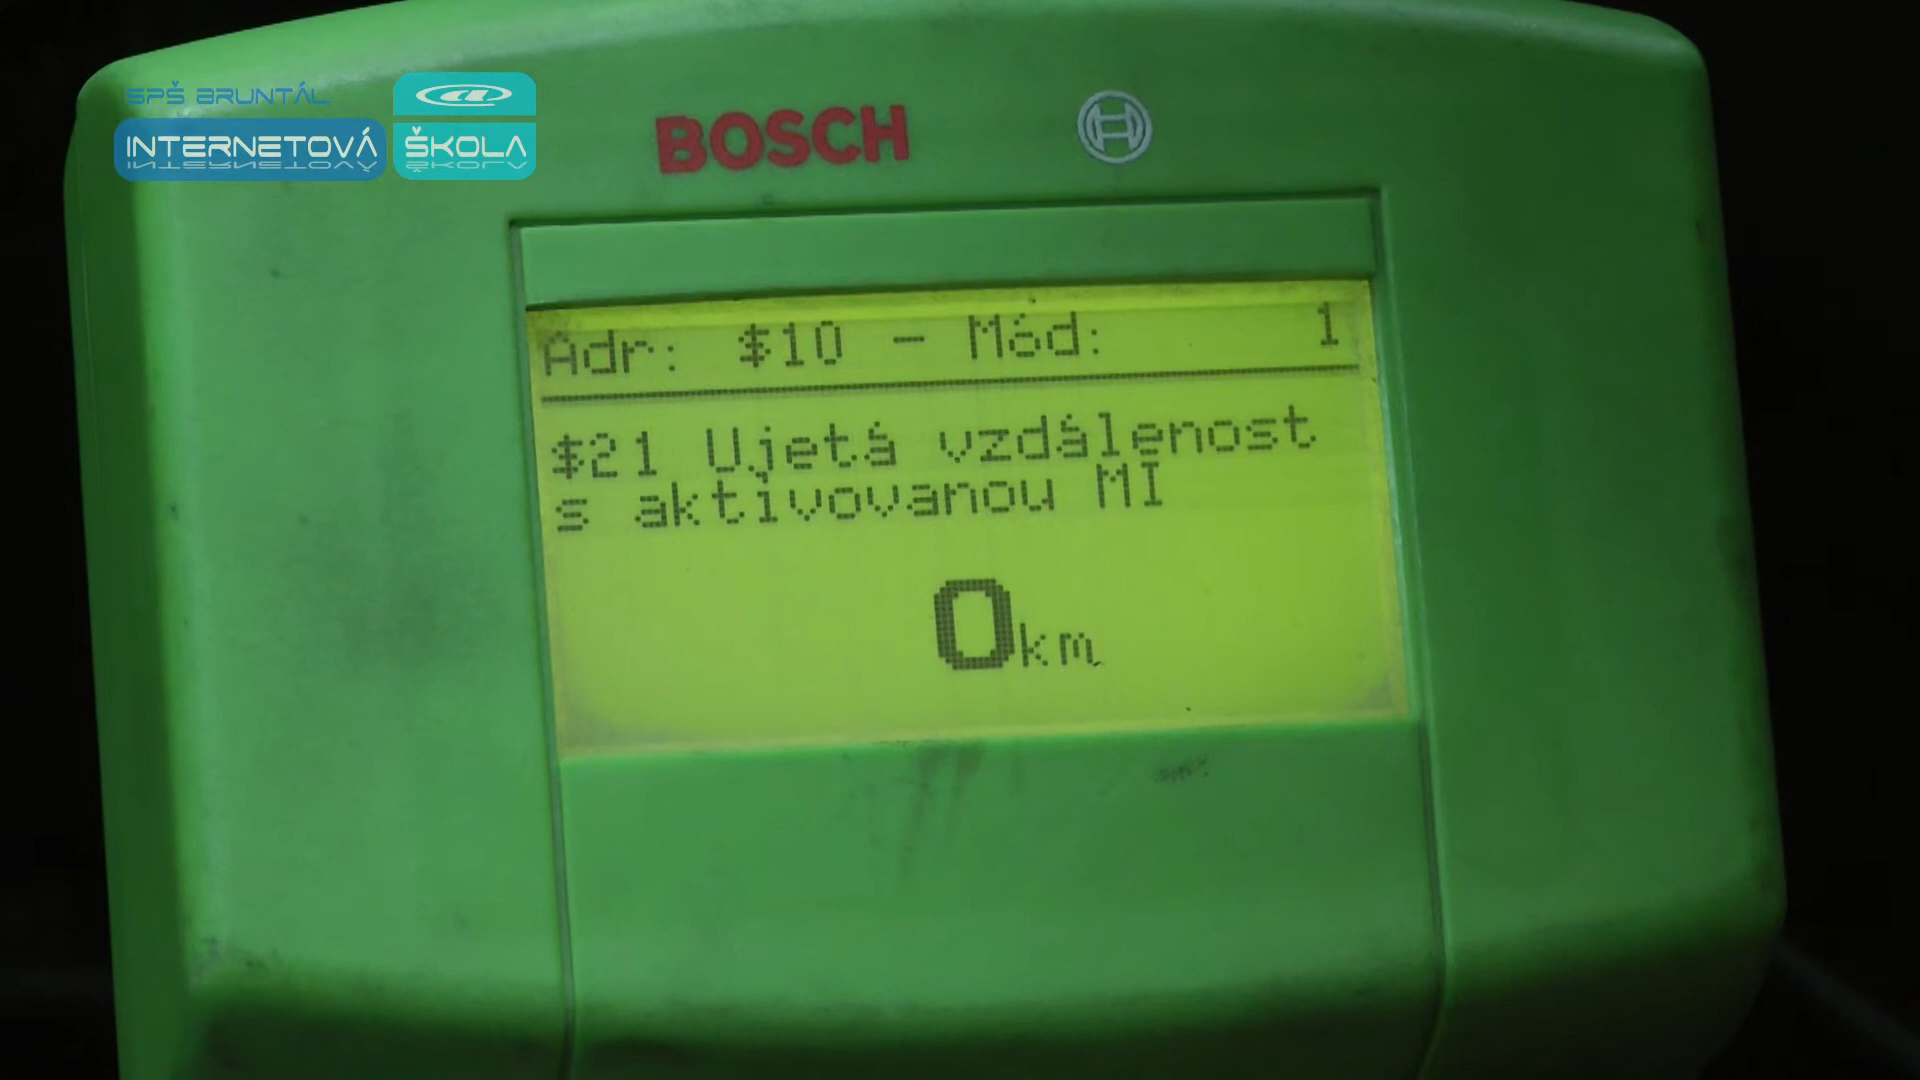 SPŠ BRUNTÁL
INTERNETOVÁ ŠKOLA
BOSCH
Adr: $10 - Mód: 1
$21 Ujetá vzdálenost
s aktivovanou MI
0km